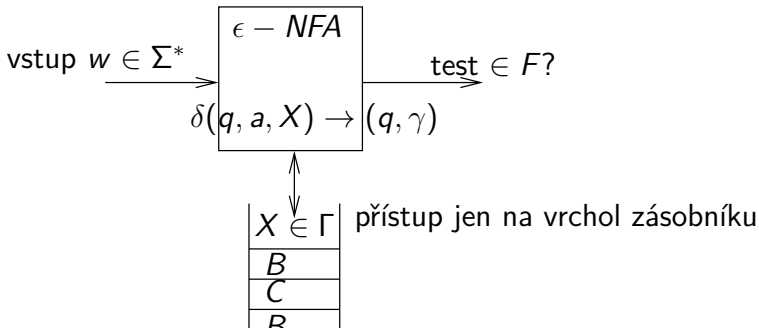 ϵ − NFA
vstup w ∈ Σ*
test ∈ F?
δ(q, a, X) → (q, γ)
X ∈ Γ
přístup jen na vrchol zásobníku
B
C
B